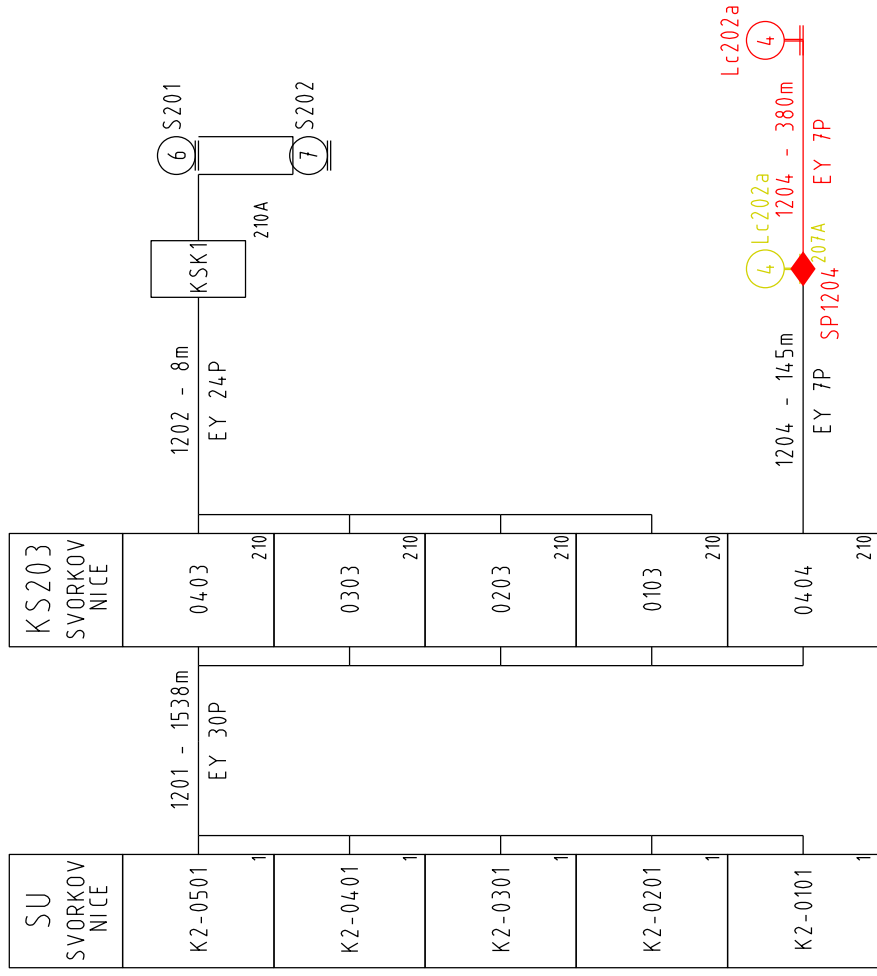 KS203
SVORKOV
NICE
0403
210
0303
210
0203
210
0103
210
0404
210
SU
SVORKOV
NICE
K2-0501
1
K2-0401
1
K2-0301
1
K2-0201
1
K2-0101
1
1201 - 1538m
EY 30P
1202 - 8m
EY 24P
KSK1
210A
6
S201
7
S202
1204 - 145m
EY 7P
SP1204
207A
4
Lc202a
1204 - 380m
EY 7P
4
Lc202a